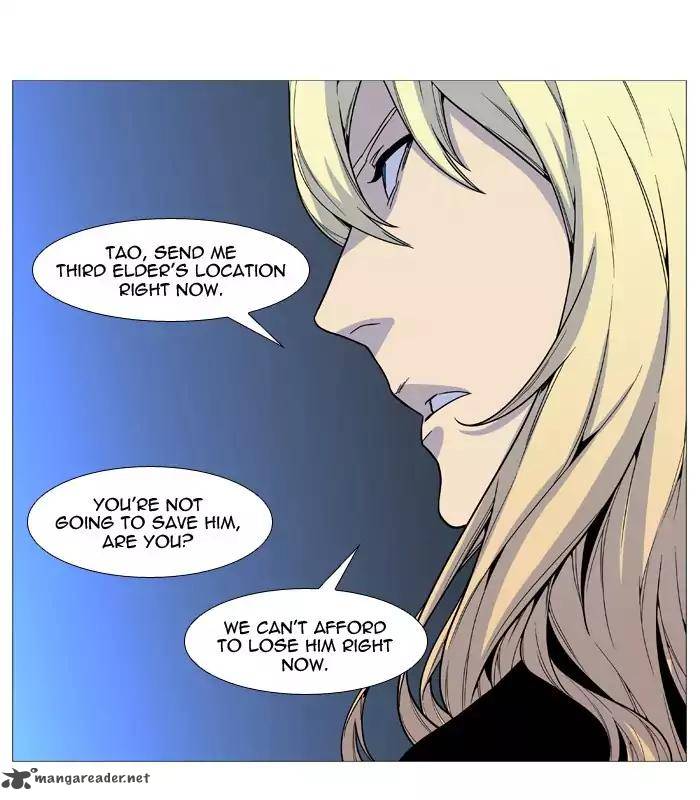 TAO, SEND ME
THIRD ELDER'S LOCATION
RIGHT NOW.
YOU'RE NOT
GOING TO SAVE HIM,
ARE YOU?
WE CAN'T AFFORD
TO LOSE HIM RIGHT
NOW.
mangareader.net